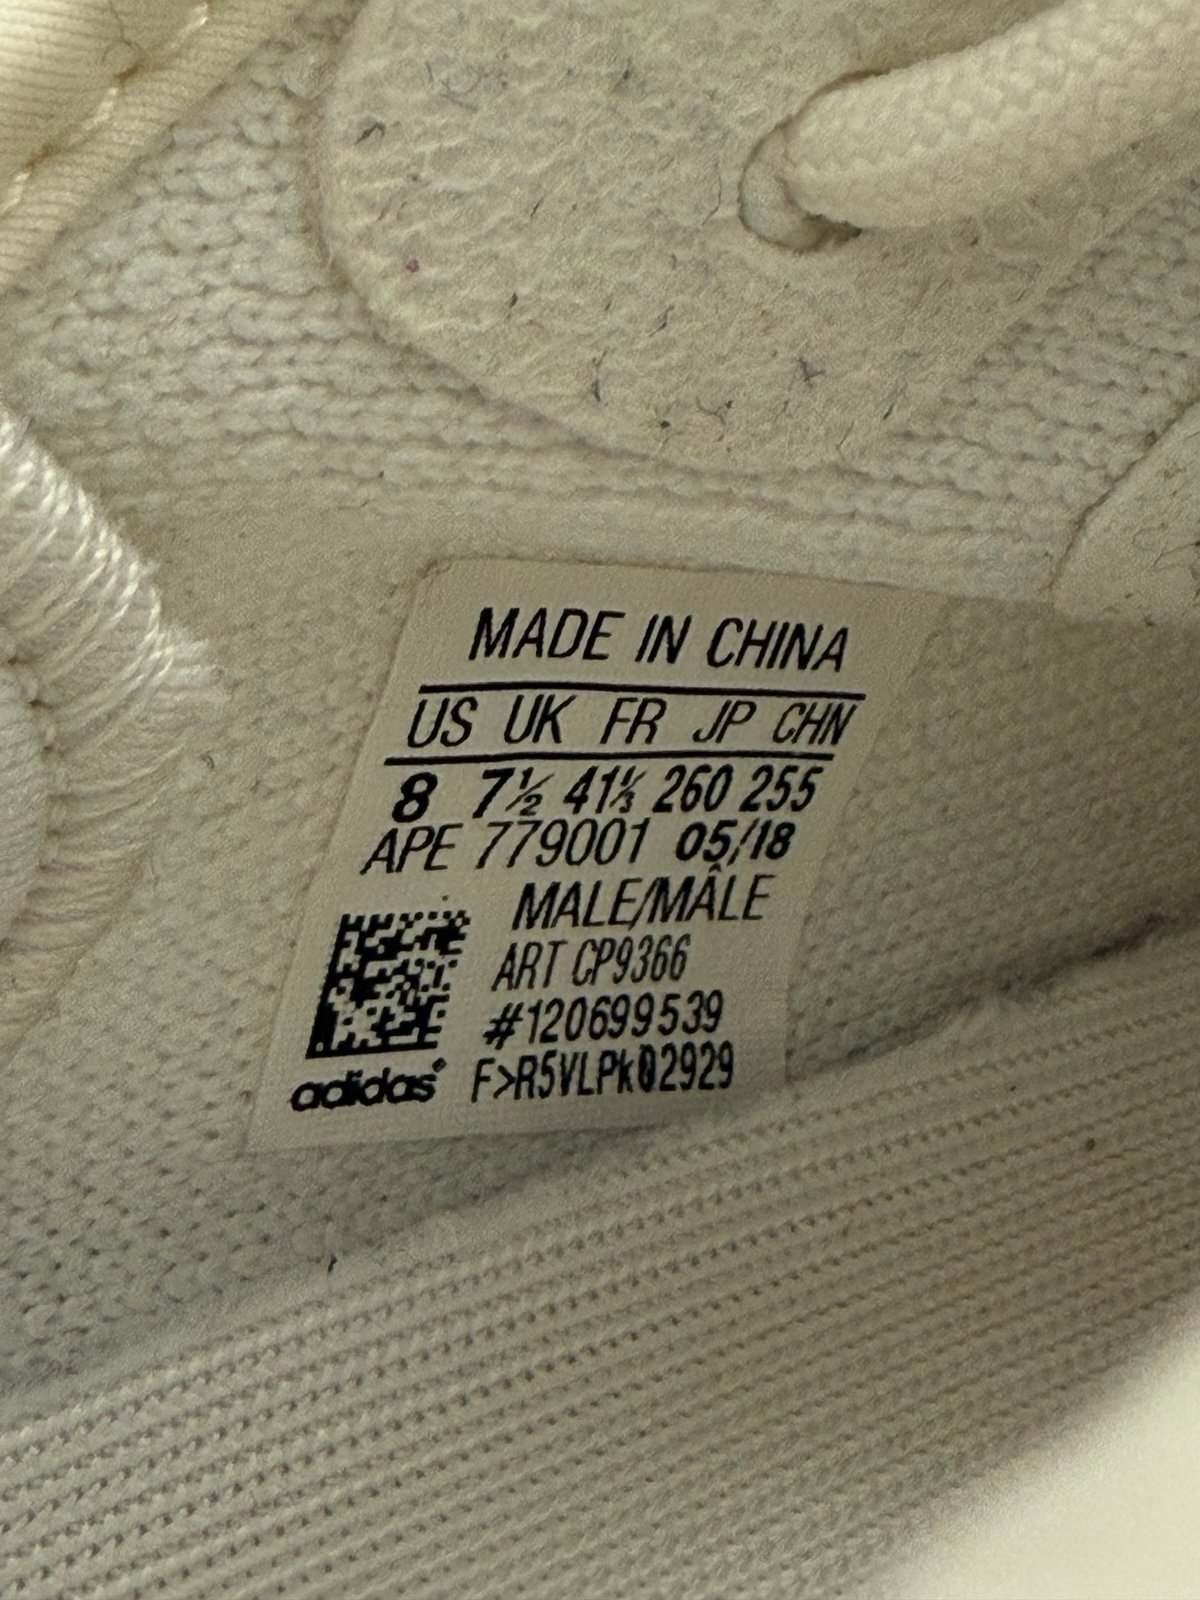 MADE IN CHINA
US UK FR JP CHN
8 7½ 41⅓ 260 255
APE 779001 05/18
MALE/MÂLE
ART CP9366
#120699539
adidas® F>R5VLPk02929